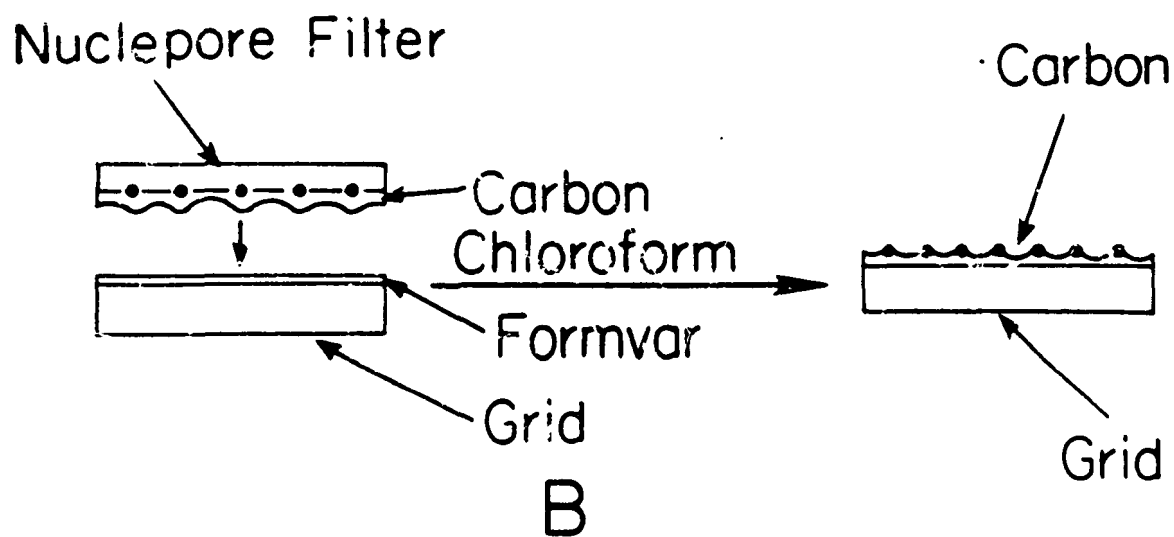 Nuclepore Filter
Carbon
Carbon
Chloroform
Formvar
Grid
Grid
B